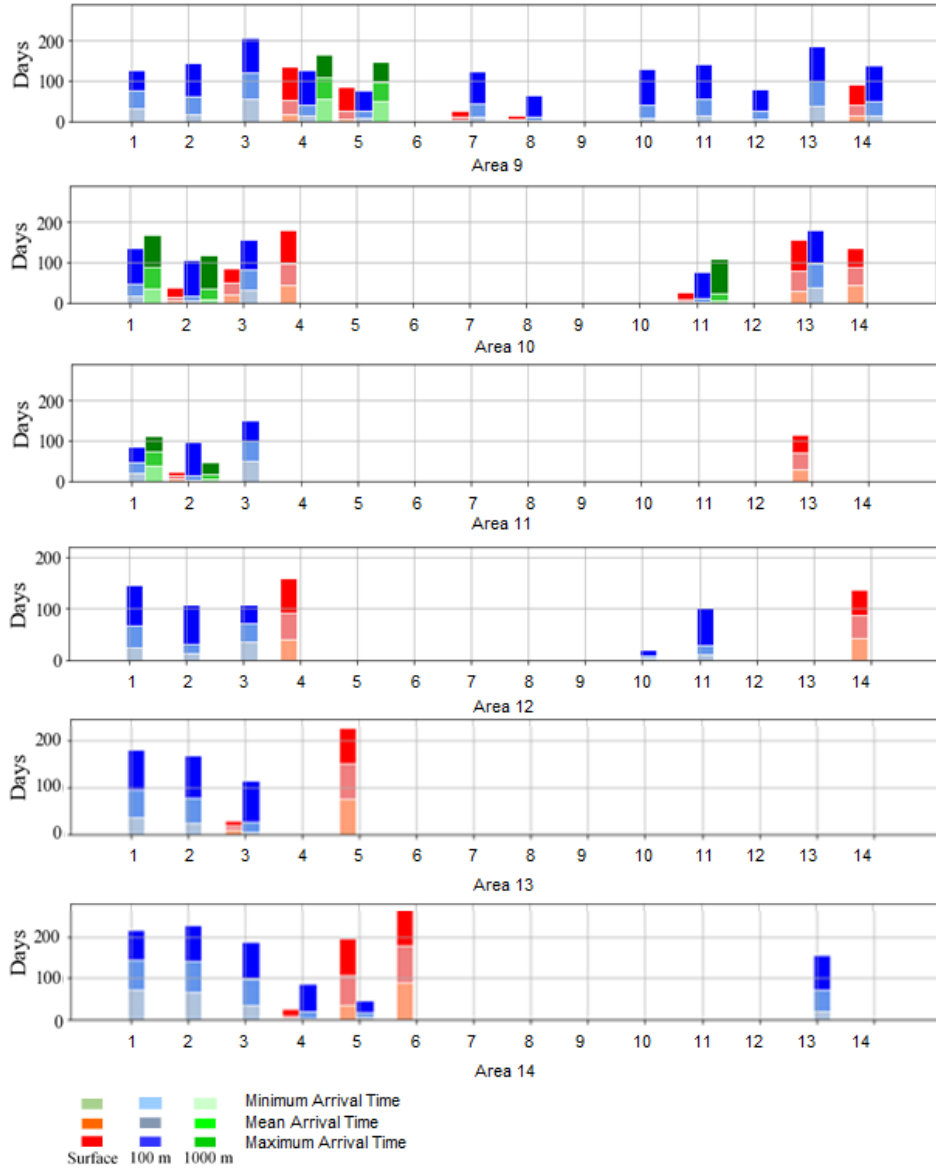 Days
200
100
0
1 2 3 4 5 6 7 8 9 10 11 12 13 14
Area 9
Days
200
100
0
1 2 3 4 5 6 7 8 9 10 11 12 13 14
Area 10
Days
200
100
0
1 2 3 4 5 6 7 8 9 10 11 12 13 14
Area 11
Days
200
100
0
1 2 3 4 5 6 7 8 9 10 11 12 13 14
Area 12
Days
200
100
0
1 2 3 4 5 6 7 8 9 10 11 12 13 14
Area 13
Days
200
100
0
1 2 3 4 5 6 7 8 9 10 11 12 13 14
Area 14
Minimum Arrival Time
Mean Arrival Time
Maximum Arrival Time
Surface 100 m 1000 m